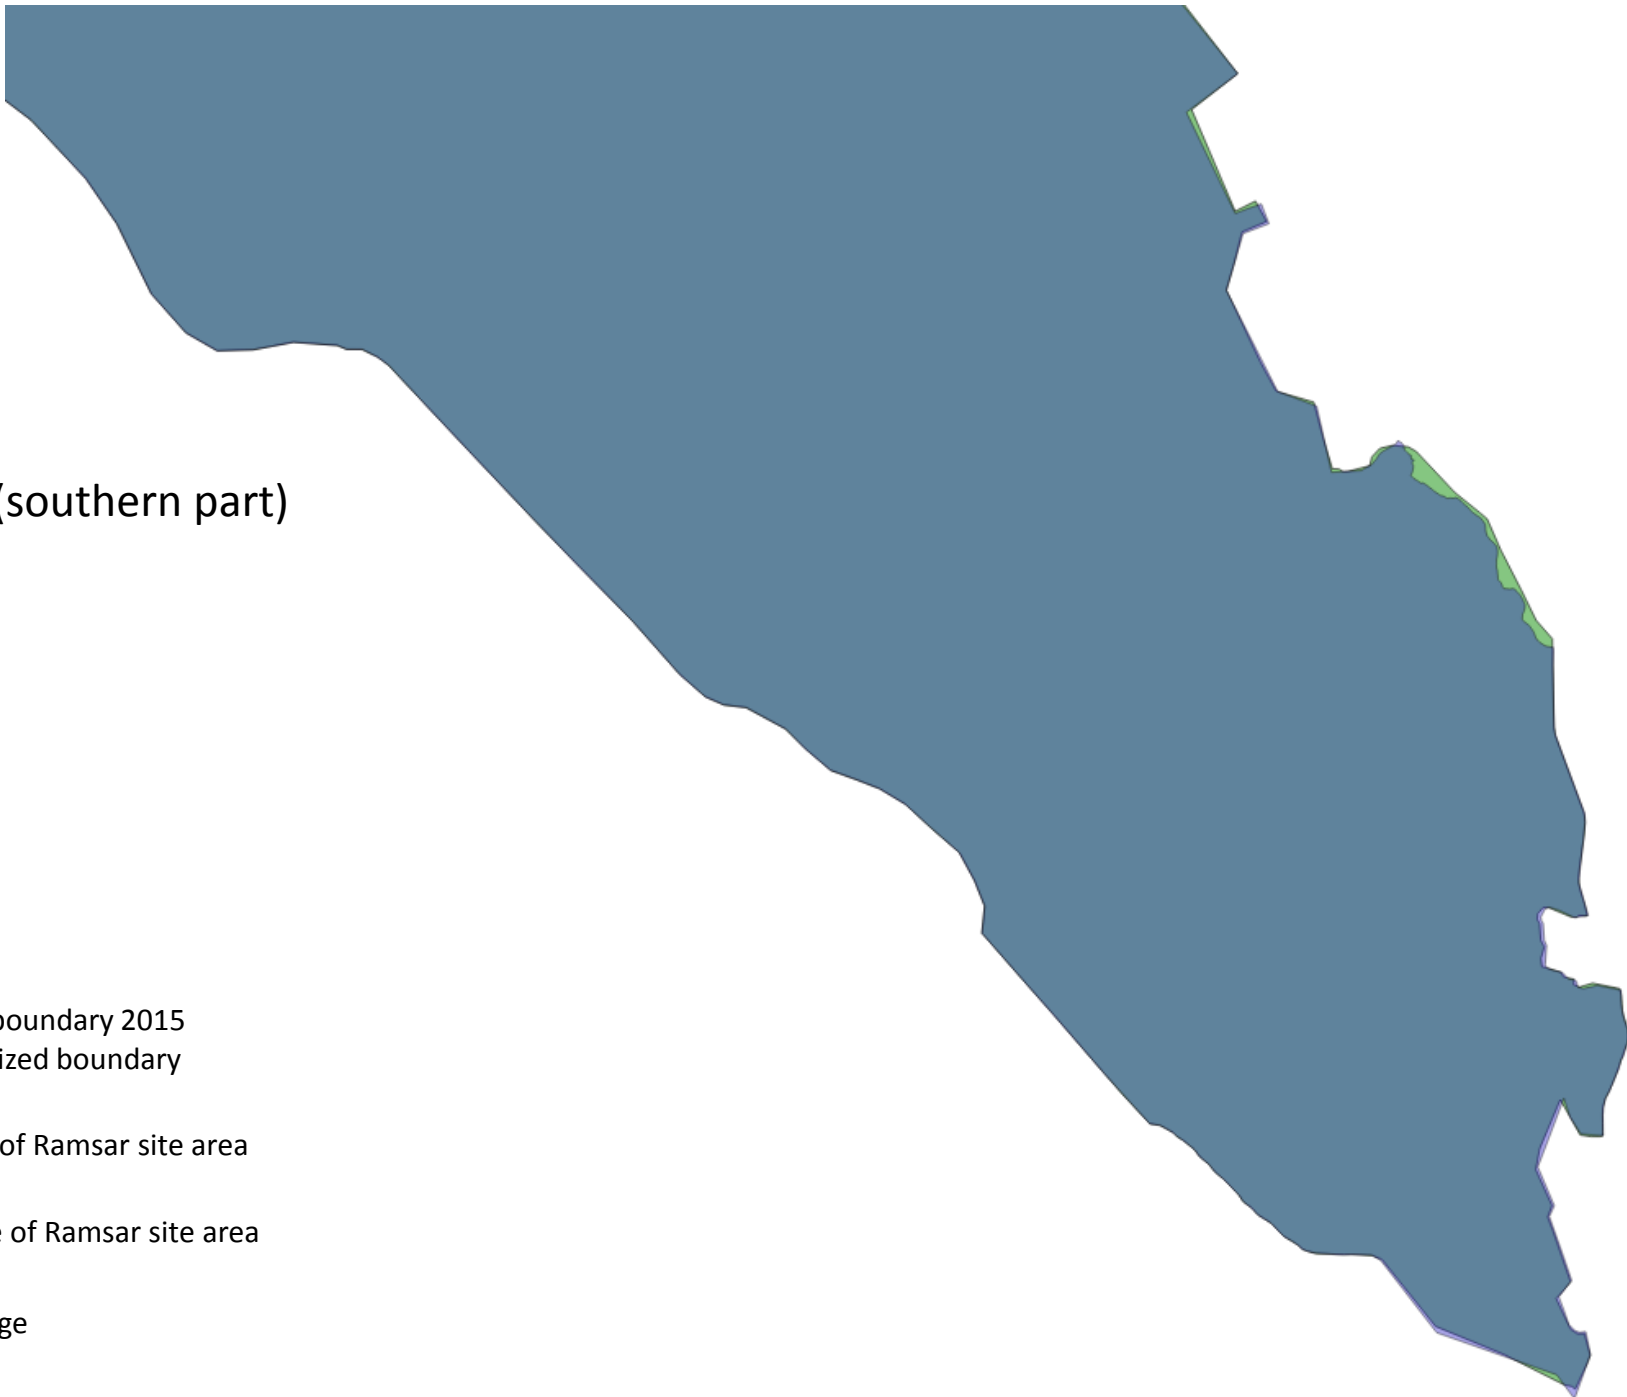 (southern part)
boundary 2015
ized boundary
of Ramsar site area
of Ramsar site area
ge